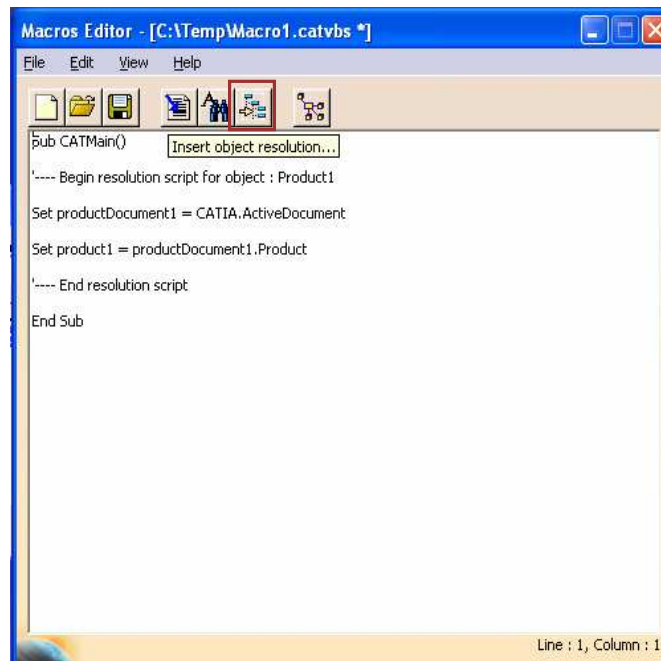 Macros Editor - [C:\Temp\Macro1.catvbs *]
File Edit View Help
Sub CATMain()
Insert object resolution...
'---- Begin resolution script for object : Product1
Set productDocument1 = CATIA.ActiveDocument
Set product1 = productDocument1.Product
'---- End resolution script
End Sub
Line : 1, Column : 1